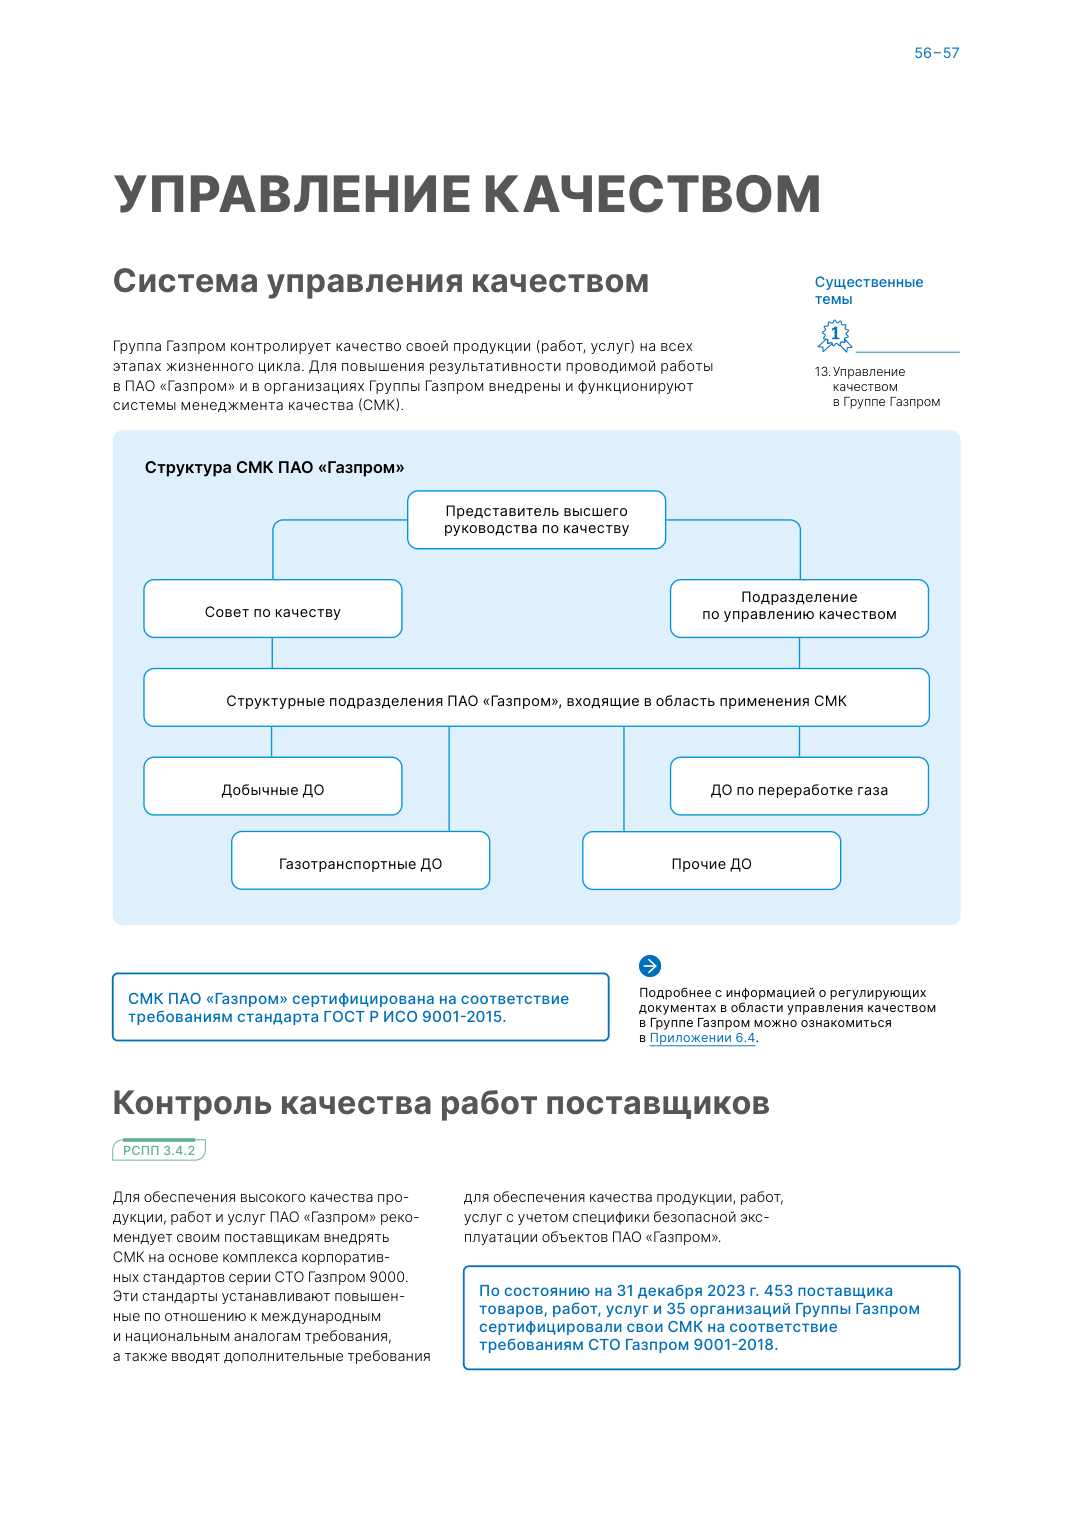 56–57
УПРАВЛЕНИЕ КАЧЕСТВОМ
Система управления качеством
Существенные
темы
1
13. Управление
качеством
в Группе Газпром
Группа Газпром контролирует качество своей продукции (работ, услуг) на всех
этапах жизненного цикла. Для повышения результативности проводимой работы
в ПАО «Газпром» и в организациях Группы Газпром внедрены и функционируют
системы менеджмента качества (СМК).
Структура СМК ПАО «Газпром»
Представитель высшего
руководства по качеству
Совет по качеству
Подразделение
по управлению качеством
Структурные подразделения ПАО «Газпром», входящие в область применения СМК
Добычные ДО
ДО по переработке газа
Газотранспортные ДО
Прочие ДО
СМК ПАО «Газпром» сертифицирована на соответствие
требованиям стандарта ГОСТ Р ИСО 9001-2015.
Подробнее с информацией о регулирующих
документах в области управления качеством
в Группе Газпром можно ознакомиться
в Приложении 6.4.
Контроль качества работ поставщиков
РСПП 3.4.2
Для обеспечения высокого качества про-
дукции, работ и услуг ПАО «Газпром» реко-
мендует своим поставщикам внедрять
СМК на основе комплекса корпоратив-
ных стандартов серии СТО Газпром 9000.
Эти стандарты устанавливают повышен-
ные по отношению к международным
и национальным аналогам требования,
а также вводят дополнительные требования
для обеспечения качества продукции, работ,
услуг с учетом специфики безопасной экс-
плуатации объектов ПАО «Газпром».
По состоянию на 31 декабря 2023 г. 453 поставщика
товаров, работ, услуг и 35 организаций Группы Газпром
сертифицировали свои СМК на соответствие
требованиям СТО Газпром 9001-2018.